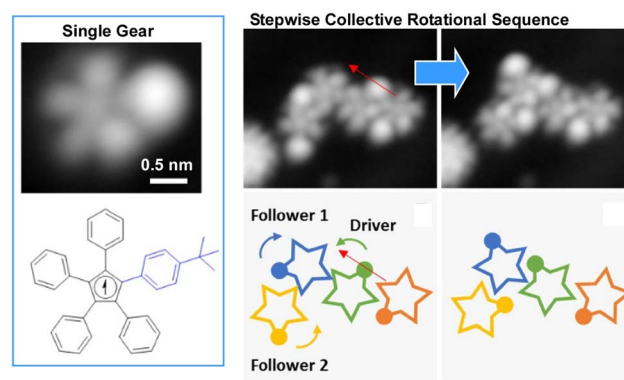 Single Gear
0.5 nm
Stepwise Collective Rotational Sequence
Follower 1
Driver
Follower 2